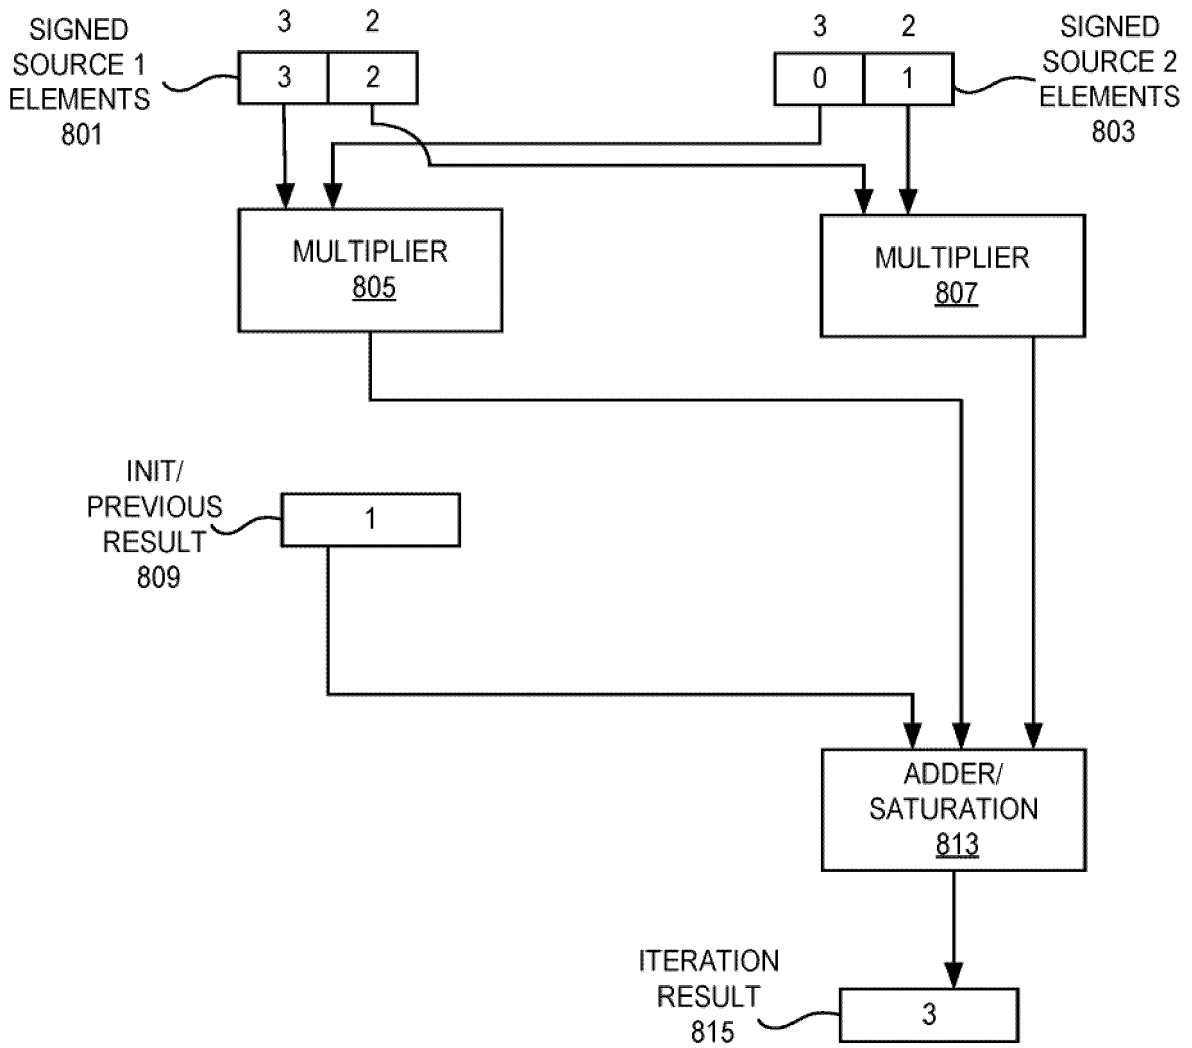 SIGNED
SOURCE 1
ELEMENTS
801
3 2
3 2
3 2
0 1
SIGNED
SOURCE 2
ELEMENTS
803
MULTIPLIER
805
MULTIPLIER
807
INIT/
PREVIOUS
RESULT
809
1
ADDER/
SATURATION
813
ITERATION
RESULT
815
3